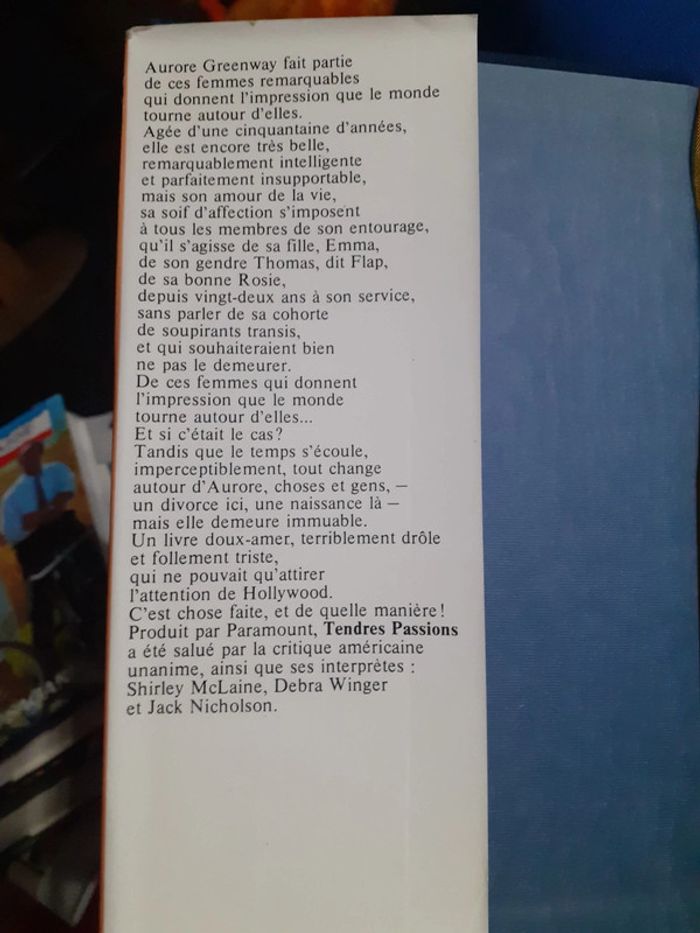 Aurore Greenway fait partie
de ces femmes remarquables
qui donnent l'impression que le monde
tourne autour d'elles.
Agée d'une cinquantaine d'années,
elle est encore très belle,
remarquablement intelligente
et parfaitement insupportable,
mais son amour de la vie,
sa soif d'affection s'imposent
à tous les membres de son entourage,
qu'il s'agisse de sa fille, Emma,
de son gendre Thomas, dit Flap,
de sa bonne Rosie,
depuis vingt-deux ans à son service,
sans parler de sa cohorte
de soupirants transis,
et qui souhaiteraient bien
ne pas le demeurer.
De ces femmes qui donnent
l'impression que le monde
tourne autour d'elles...
Et si c'était le cas?
Tandis que le temps s'écoule,
imperceptiblement, tout change
autour d'Aurore, choses et gens, —
un divorce ici, une naissance là —
mais elle demeure immuable.
Un livre doux-amer, terriblement drôle
et follement triste,
qui ne pouvait qu'attirer
l'attention de Hollywood.
C'est chose faite, et de quelle manière!
Produit par Paramount, Tendres Passions
a été salué par la critique américaine
unanime, ainsi que ses interprètes :
Shirley McLaine, Debra Winger
et Jack Nicholson.